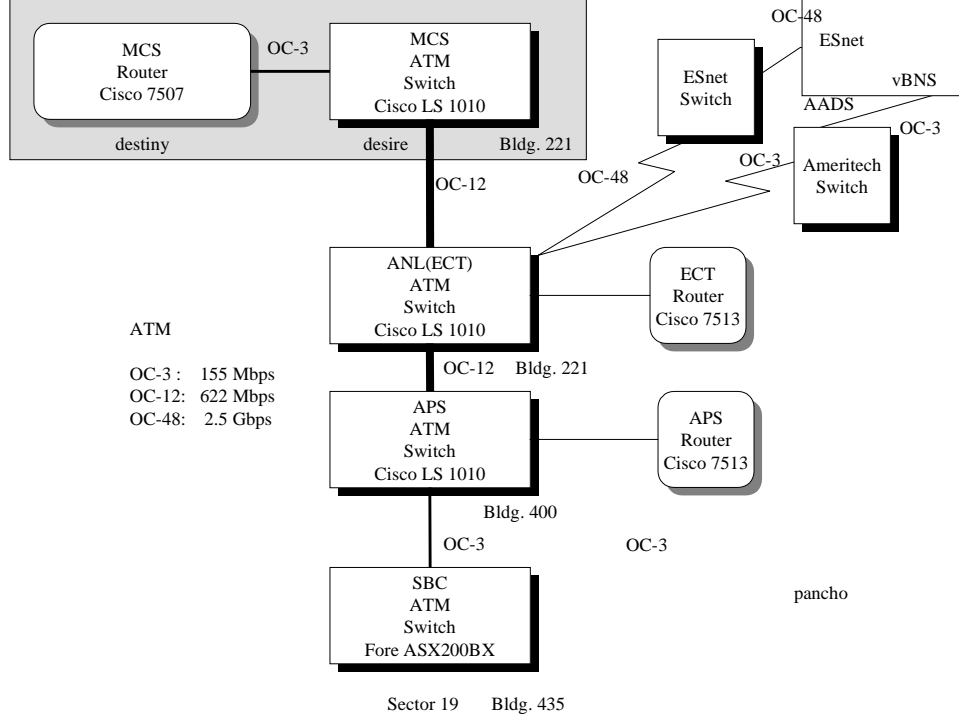 MCS
Router
Cisco 7507
OC-3
MCS
ATM
Switch
Cisco LS 1010
destiny
desire
Bldg. 221
OC-48
ESnet
vBNS
ESnet
Switch
AADS
OC-3
OC-3
Ameritech
Switch
OC-48
OC-12
ANL(ECT)
ATM
Switch
Cisco LS 1010
ECT
Router
Cisco 7513
ATM
OC-3 : 155 Mbps
OC-12: 622 Mbps
OC-48: 2.5 Gbps
OC-12
Bldg. 221
APS
ATM
Switch
Cisco LS 1010
APS
Router
Cisco 7513
Bldg. 400
OC-3
OC-3
SBC
ATM
Switch
Fore ASX200BX
pancho
Sector 19 Bldg. 435